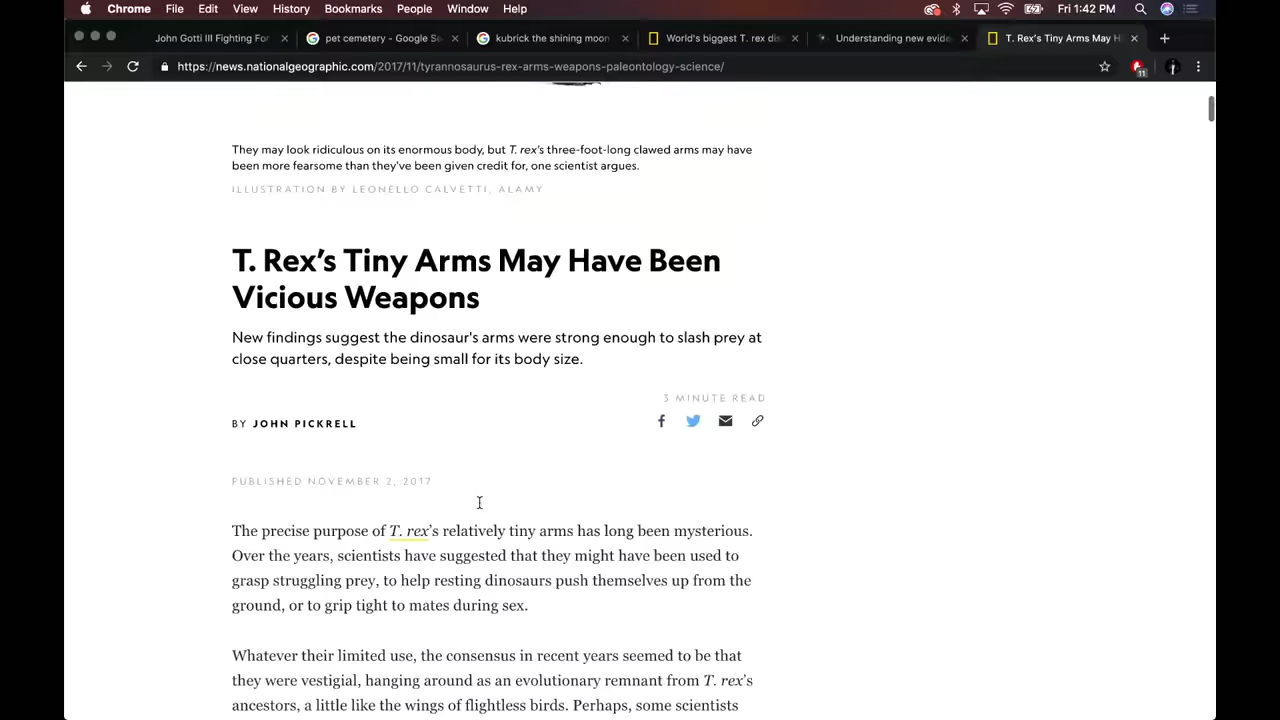 Chrome File Edit View History Bookmarks People Window Help Fri 1:42 PM
John Gotti III Fighting For pet cemetery - Google Se kubrick the shining moon World's biggest T. rex dis Understanding new evide T. Rex's Tiny Arms May H
https://news.nationalgeographic.com/2017/11/tyrannosaurus-rex-arms-weapons-paleontology-science/
11
They may look ridiculous on its enormous body, but T. rex's three-foot-long clawed arms may have
been more fearsome than they've been given credit for, one scientist argues.
ILLUSTRATION BY LEONELLO CALVETTI, ALAMY
T. Rex's Tiny Arms May Have Been
Vicious Weapons
New findings suggest the dinosaur's arms were strong enough to slash prey at
close quarters, despite being small for its body size.
3 MINUTE READ
BY JOHN PICKRELL
PUBLISHED NOVEMBER 2, 2017
The precise purpose of T. rex's relatively tiny arms has long been mysterious.
Over the years, scientists have suggested that they might have been used to
grasp struggling prey, to help resting dinosaurs push themselves up from the
ground, or to grip tight to mates during sex.
Whatever their limited use, the consensus in recent years seemed to be that
they were vestigial, hanging around as an evolutionary remnant from T. rex's
ancestors, a little like the wings of flightless birds. Perhaps, some scientists